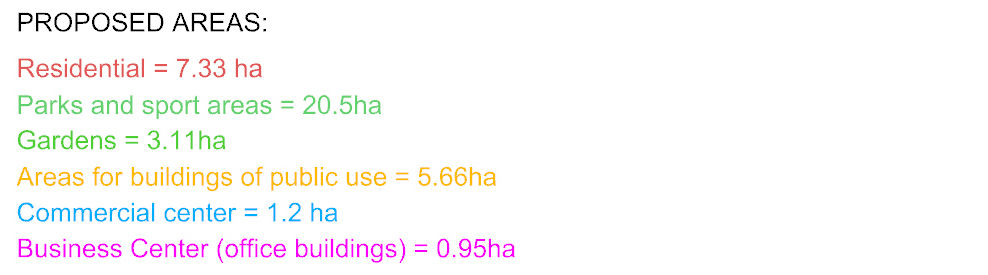 PROPOSED AREAS:
Residential = 7.33 ha
Parks and sport areas = 20.5ha
Gardens = 3.11ha
Areas for buildings of public use = 5.66ha
Commercial center = 1.2 ha
Business Center (office buildings) = 0.95ha